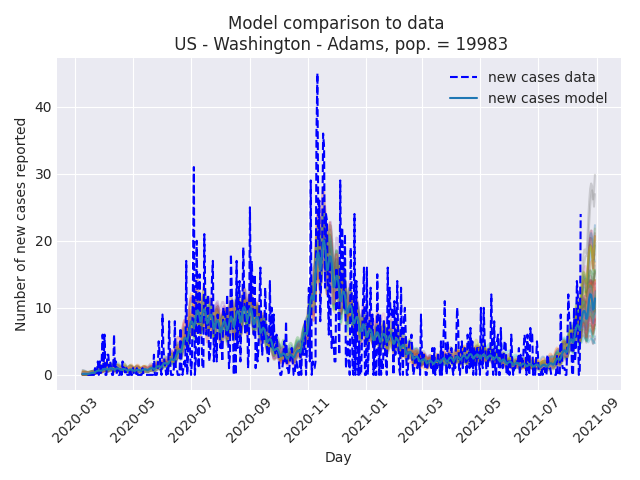 Model comparison to data
US - Washington - Adams, pop. = 19983
new cases data
new cases model
Number of new cases reported
40
30
20
10
0
2020-03
2020-05
2020-07
2020-09
2020-11
2021-01
2021-03
2021-05
2021-07
2021-09
Day